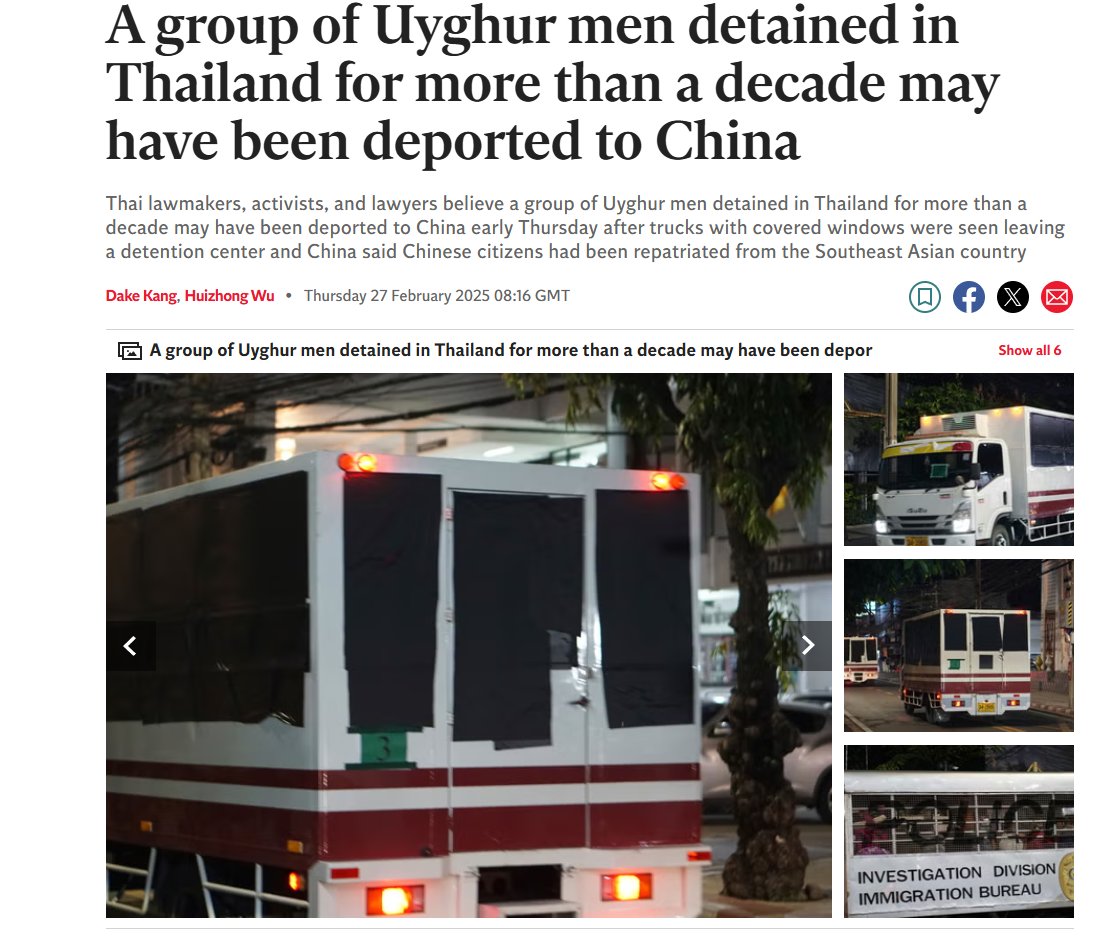 A group of Uyghur men detained in
Thailand for more than a decade may
have been deported to China
Thai lawmakers, activists, and lawyers believe a group of Uyghur men detained in Thailand for more than a
decade may have been deported to China early Thursday after trucks with covered windows were seen leaving
a detention center and China said Chinese citizens had been repatriated from the Southeast Asian country
Dake Kang, Huizhong Wu • Thursday 27 February 2025 08:16 GMT
A group of Uyghur men detained in Thailand for more than a decade may have been depor
Show all 6
3
ISUZU
POLICE
INVESTIGATION DIVISION
IMMIGRATION BUREAU